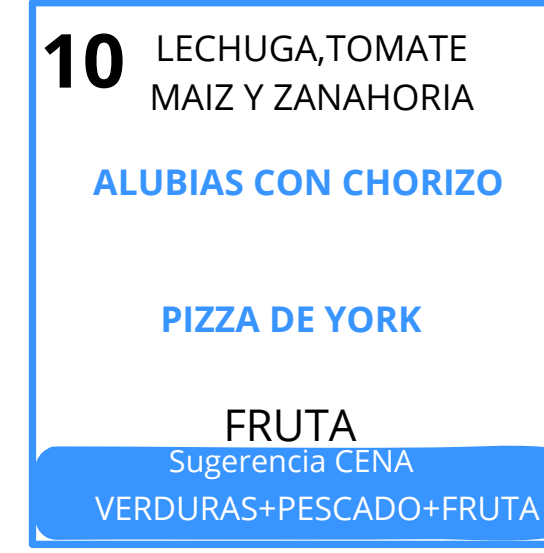 10
LECHUGA,TOMATE
MAIZ Y ZANAHORIA
ALUBIAS CON CHORIZO
PIZZA DE YORK
FRUTA
Sugerencia CENA
VERDURAS+PESCADO+FRUTA